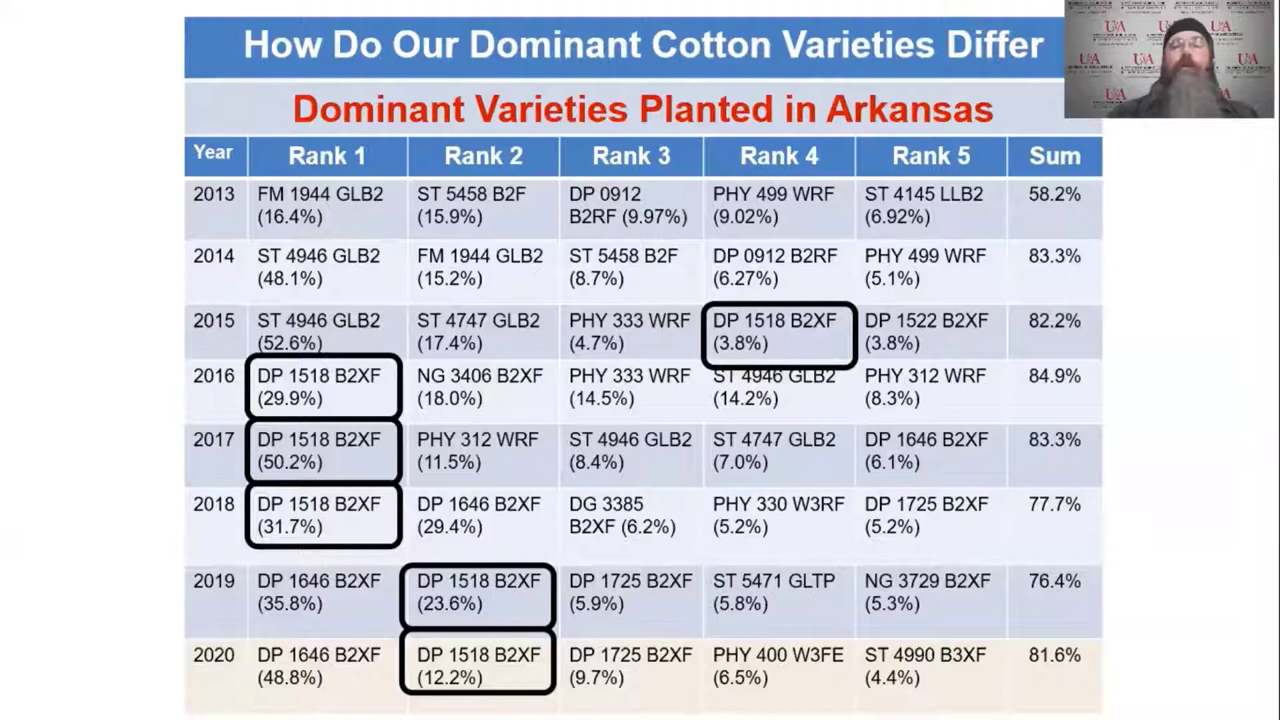 How Do Our Dominant Cotton Varieties Differ
Dominant Varieties Planted in Arkansas
Year Rank 1 Rank 2 Rank 3 Rank 4 Rank 5 Sum
2013 FM 1944 GLB2 ST 5458 B2F DP 0912 PHY 499 WRF ST 4145 LLB2 58.2%
(16.4%) (15.9%) B2RF (9.97%) (9.02%) (6.92%)
2014 ST 4946 GLB2 FM 1944 GLB2 ST 5458 B2F DP 0912 B2RF PHY 499 WRF 83.3%
(48.1%) (15.2%) (8.7%) (6.27%) (5.1%)
2015 ST 4946 GLB2 ST 4747 GLB2 PHY 333 WRF DP 1518 B2XF DP 1522 B2XF 82.2%
(52.6%) (17.4%) (4.7%) (3.8%) (3.8%)
2016 DP 1518 B2XF NG 3406 B2XF PHY 333 WRF ST 4946 GLB2 PHY 312 WRF 84.9%
(29.9%) (18.0%) (14.5%) (14.2%) (8.3%)
2017 DP 1518 B2XF PHY 312 WRF ST 4946 GLB2 ST 4747 GLB2 DP 1646 B2XF 83.3%
(50.2%) (11.5%) (8.4%) (7.0%) (6.1%)
2018 DP 1518 B2XF DP 1646 B2XF DG 3385 PHY 330 W3RF DP 1725 B2XF 77.7%
(31.7%) (29.4%) B2XF (6.2%) (5.2%) (5.2%)
2019 DP 1646 B2XF DP 1518 B2XF DP 1725 B2XF ST 5471 GLTP NG 3729 B2XF 76.4%
(35.8%) (23.6%) (5.9%) (5.8%) (5.3%)
2020 DP 1646 B2XF DP 1518 B2XF DP 1725 B2XF PHY 400 W3FE ST 4990 B3XF 81.6%
(48.8%) (12.2%) (9.7%) (6.5%) (4.4%)